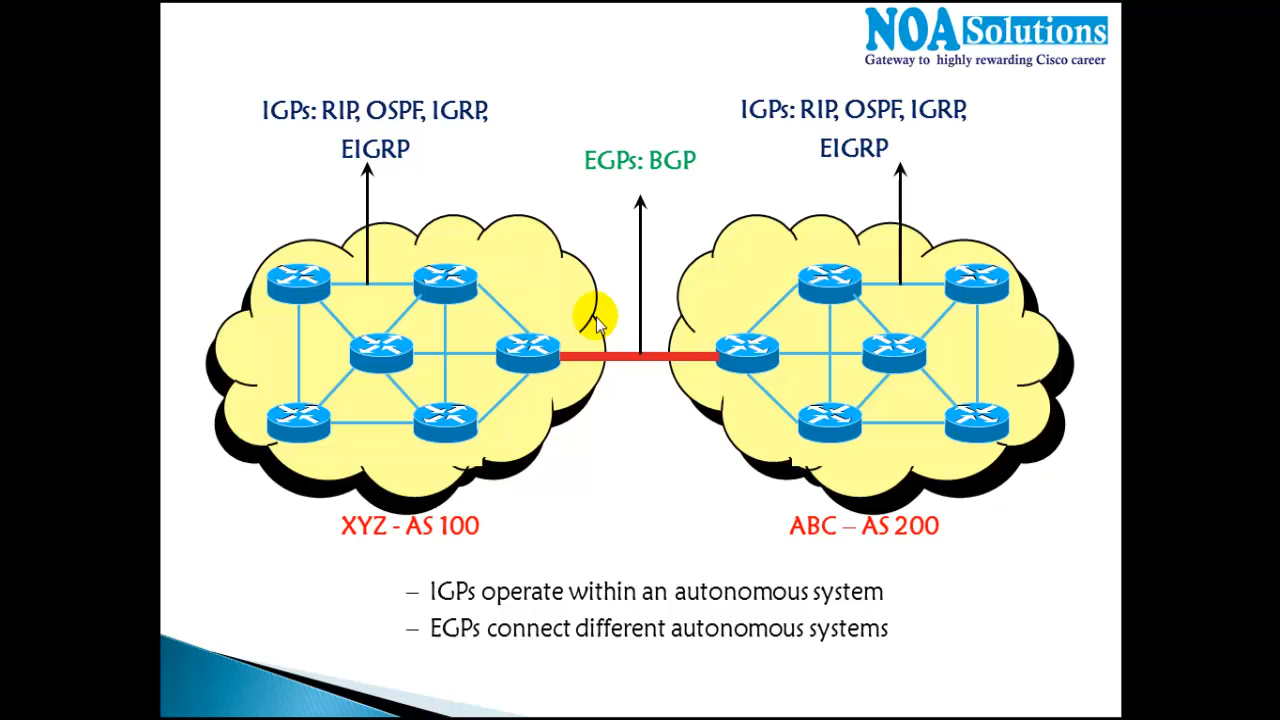 NOA Solutions
Gateway to highly rewarding Cisco career
IGPs: RIP, OSPF, IGRP,
EIGRP
EGPs: BGP
IGPs: RIP, OSPF, IGRP,
EIGRP
XYZ - AS 100
ABC – AS 200
– IGPs operate within an autonomous system
– EGPs connect different autonomous systems